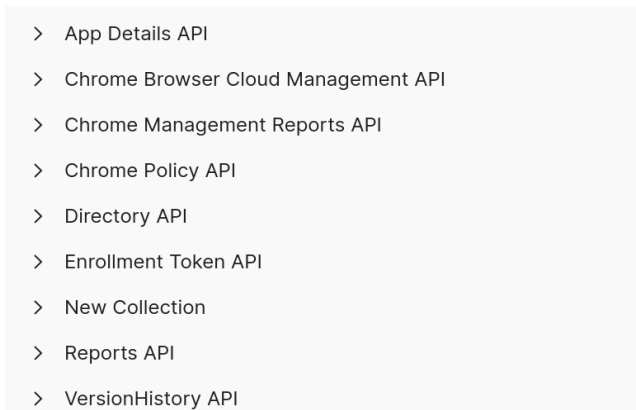 App Details API
Chrome Browser Cloud Management API
Chrome Management Reports API
Chrome Policy API
Directory API
Enrollment Token API
New Collection
Reports API
VersionHistory API